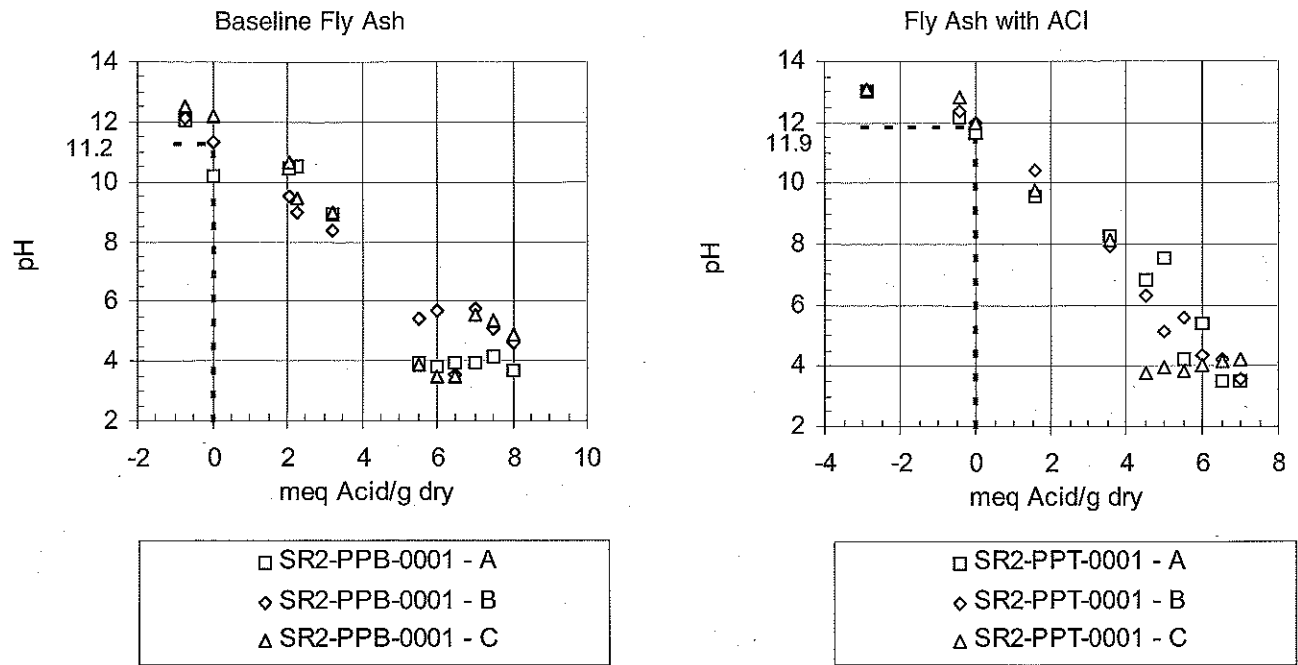 Baseline Fly Ash
14
12
11.2
10
8
6
4
2
pH
-2 0 2 4 6 8 10
meq Acid/g dry
SR2-PPB-0001 - A
SR2-PPB-0001 - B
SR2-PPB-0001 - C
Fly Ash with ACI
14
12
11.9
10
8
6
4
2
pH
-4 -2 0 2 4 6 8
meq Acid/g dry
SR2-PPT-0001 - A
SR2-PPT-0001 - B
SR2-PPT-0001 - C